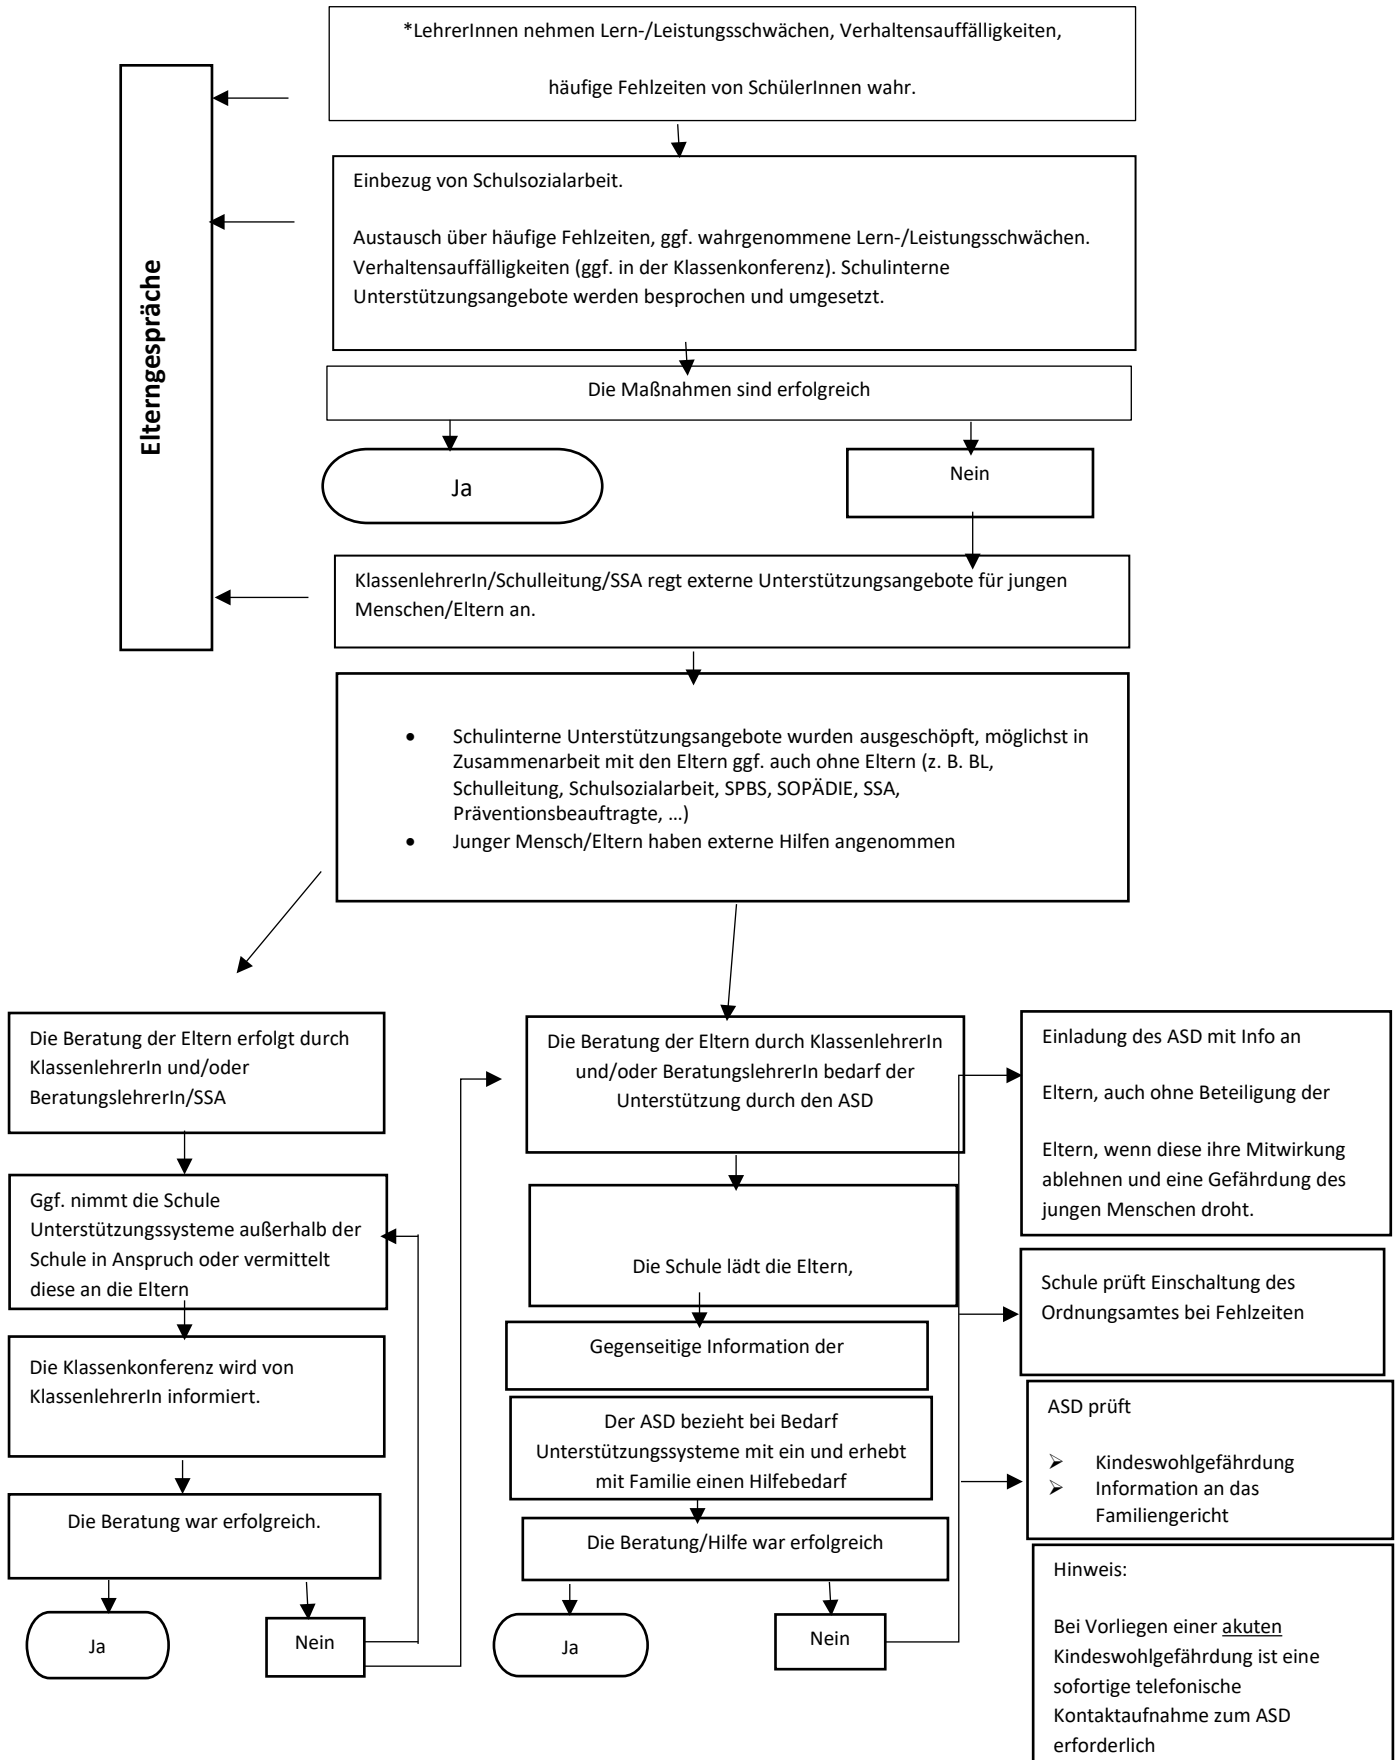 *LehrerInnen nehmen Lern-/Leistungsschwächen, Verhaltensauffälligkeiten,
häufige Fehlzeiten von SchülerInnen wahr.
Elterngespräche
Einbezug von Schulsozialarbeit.
Austausch über häufige Fehlzeiten, ggf. wahrgenommene Lern-/Leistungsschwächen.
Verhaltensauffälligkeiten (ggf. in der Klassenkonferenz). Schulinterne
Unterstützungsangebote werden besprochen und umgesetzt.
Die Maßnahmen sind erfolgreich
Ja
Nein
KlassenlehrerIn/Schulleitung/SSA regt externe Unterstützungsangebote für jungen
Menschen/Eltern an.
• Schulinterne Unterstützungsangebote wurden ausgeschöpft, möglichst in
Zusammenarbeit mit den Eltern ggf. auch ohne Eltern (z. B. BL,
Schulleitung, Schulsozialarbeit, SPBS, SOPÄDIE, SSA,
Präventionsbeauftragte, …)
• Junger Mensch/Eltern haben externe Hilfen angenommen
Die Beratung der Eltern erfolgt durch
KlassenlehrerIn und/oder
BeratungslehrerIn/SSA
Ggf. nimmt die Schule
Unterstützungssysteme außerhalb der
Schule in Anspruch oder vermittelt
diese an die Eltern
Die Klassenkonferenz wird von
KlassenlehrerIn informiert.
Die Beratung war erfolgreich.
Ja
Nein
Die Beratung der Eltern durch KlassenlehrerIn
und/oder BeratungslehrerIn bedarf der
Unterstützung durch den ASD
Die Schule lädt die Eltern,
Gegenseitige Information der
Der ASD bezieht bei Bedarf
Unterstützungssysteme mit ein und erhebt
mit Familie einen Hilfebedarf
Die Beratung/Hilfe war erfolgreich
Ja
Nein
Einladung des ASD mit Info an
Eltern, auch ohne Beteiligung der
Eltern, wenn diese ihre Mitwirkung
ablehnen und eine Gefährdung des
jungen Menschen droht.
Schule prüft Einschaltung des
Ordnungsamtes bei Fehlzeiten
ASD prüft
➢ Kindeswohlgefährdung
➢ Information an das
Familiengericht
Hinweis:
Bei Vorliegen einer akuten
Kindeswohlgefährdung ist eine
sofortige telefonische
Kontaktaufnahme zum ASD
erforderlich